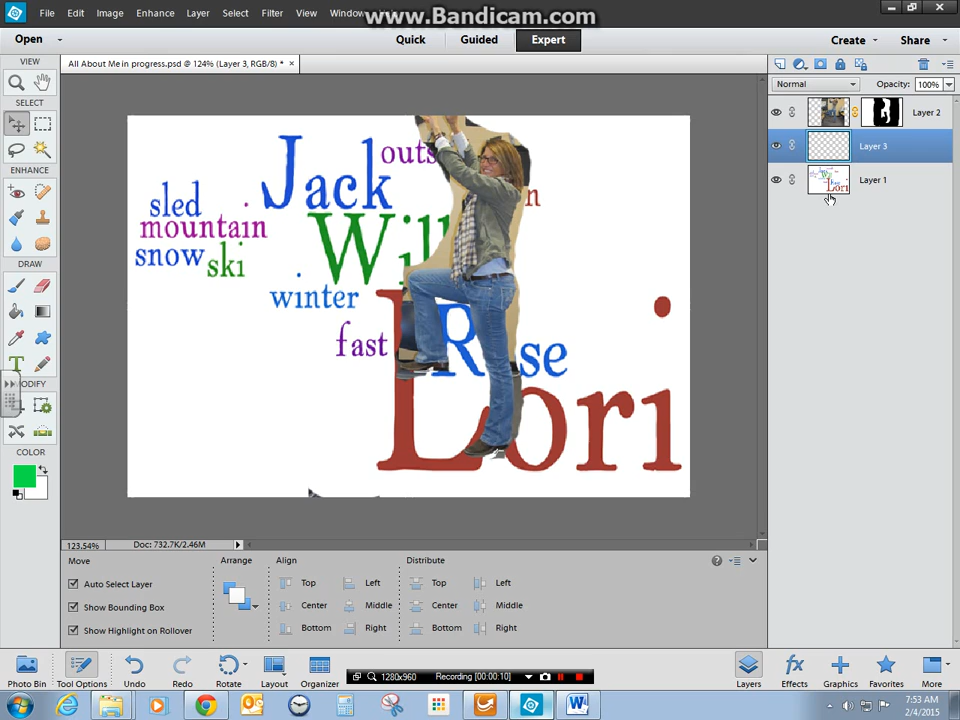 File Edit Image Enhance Layer Select Filter View Window
www.Bandicam.com
Open
Quick Guided Expert
Create Share
VIEW
All About Me in progress.psd @ 124% (Layer 3, RGB/8) * ×
Normal Opacity: 100%
SELECT
Layer 2
Layer 3
Layer 1
ENHANCE
DRAW
T
MODIFY
COLOR
outs
Jack
sled
mountain
snow ski
Will
winter
fast
Rose
Lori
123.54% Doc: 732.7K/2.46M
Move Arrange Align Distribute
Auto Select Layer Top Left Top Left
Show Bounding Box Center Middle Center Middle
Show Highlight on Rollover Bottom Right Bottom Right
Photo Bin Tool Options Undo Redo Rotate Layout Organizer
1280x960 Recording [00:00:10]
Layers Effects Graphics Favorites More
7:53 AM
2/4/2015